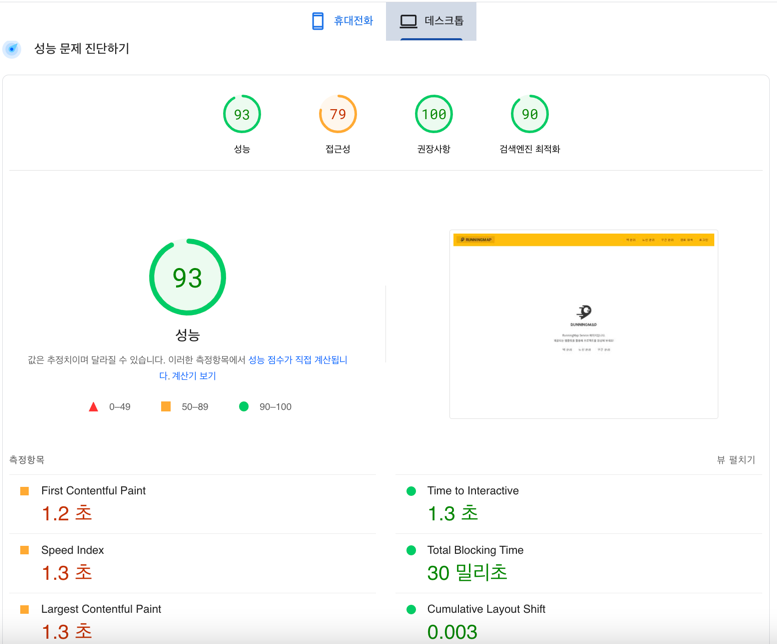 휴대전화
데스크톱
성능 문제 진단하기
93
79
100
90
성능
접근성
권장사항
검색엔진 최적화
93
성능
값은 추정치이며 달라질 수 있습니다. 이러한 측정항목에서 성능 점수가 직접 계산됩니
다. 계산기 보기
0–49
50–89
90–100
RUNNINGMAP
RUNNINGMAP
측정항목
뷰 펼치기
First Contentful Paint
1.2 초
Time to Interactive
1.3 초
Speed Index
1.3 초
Total Blocking Time
30 밀리초
Largest Contentful Paint
1.3 초
Cumulative Layout Shift
0.003